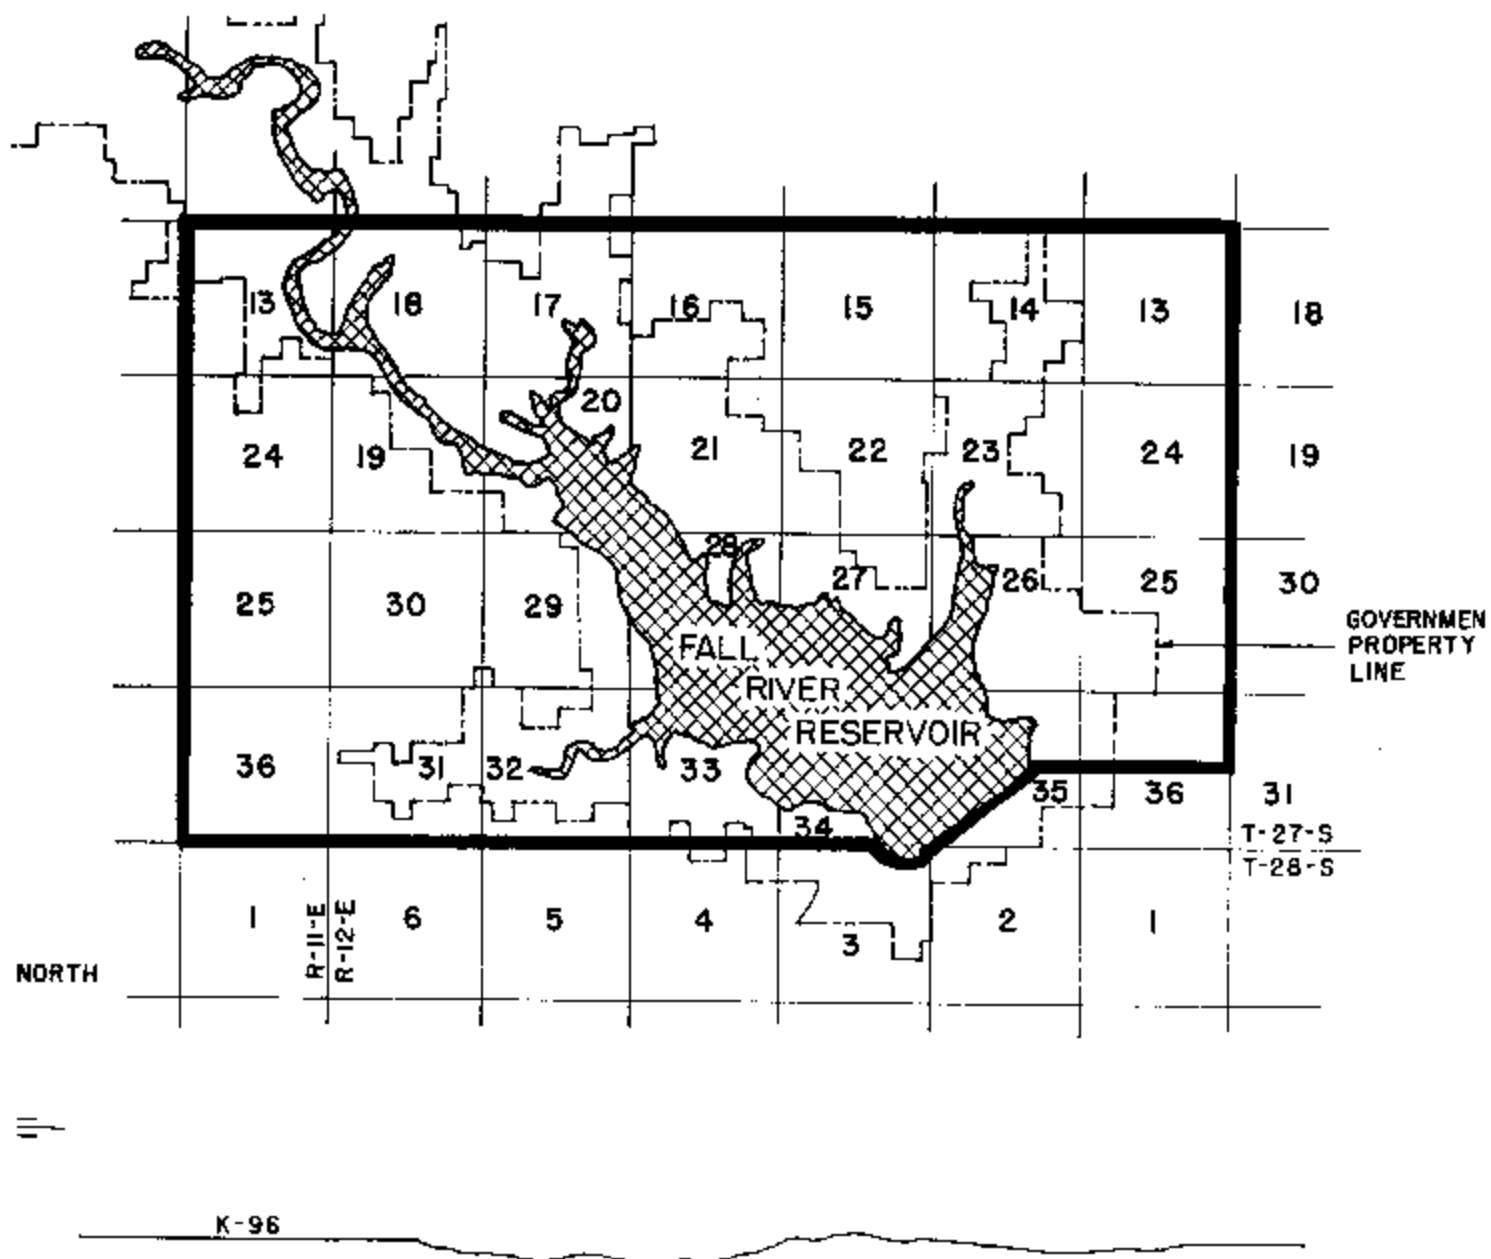 13 18 17 16 15 14 13 18
20
24 19 21 22 23 24 19
28
25 30 29 27 26 25 30
GOVERNMEN
PROPERTY
LINE
FALL
RIVER
RESERVOIR
36 31 32 33 34 35 36 31
T-27-S
T-28-S
1 6 5 4 3 2 1
R-11-E
R-12-E
NORTH
K-96